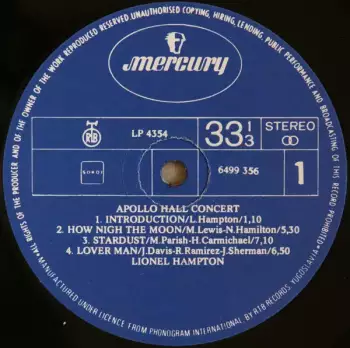 ALL RIGHTS OF THE PRODUCER AND OF THE OWNER OF THE WORK REPRODUCED RESERVED. UNAUTHORISED COPYING, HIRING, LENDING, PUBLIC PERFORMANCE AND BROADCASTING OF THIS RECORD PROHIBITED
mercury
RTB
LP 4354
33 1/3
STEREO
SOKOJ
6499 356
1
APOLLO HALL CONCERT
1. INTRODUCTION/L.Hampton/1,10
2. HOW NIGH THE MOON/M.Lewis-N.Hamilton/5,30
3. STARDUST/M.Parish-H.Carmichael/7,10
4. LOVER MAN/J.Davis-R.Ramirez-J.Sherman/6,50
LIONEL HAMPTON
MANUFACTURED UNDER LICENCE FROM PHONOGRAM INTERNATIONAL BY RTB RECORDS, YUGOSLAVIA